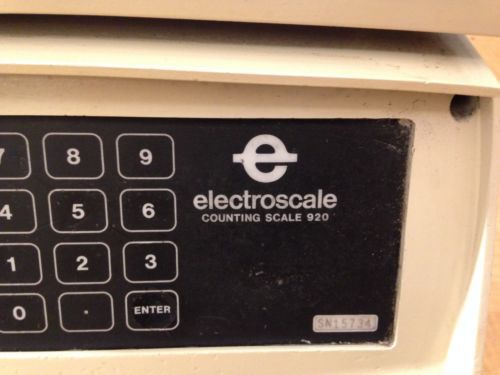 7 8 9
electroscale
COUNTING SCALE 920
4 5 6
1 2 3
0 . ENTER
SN15734